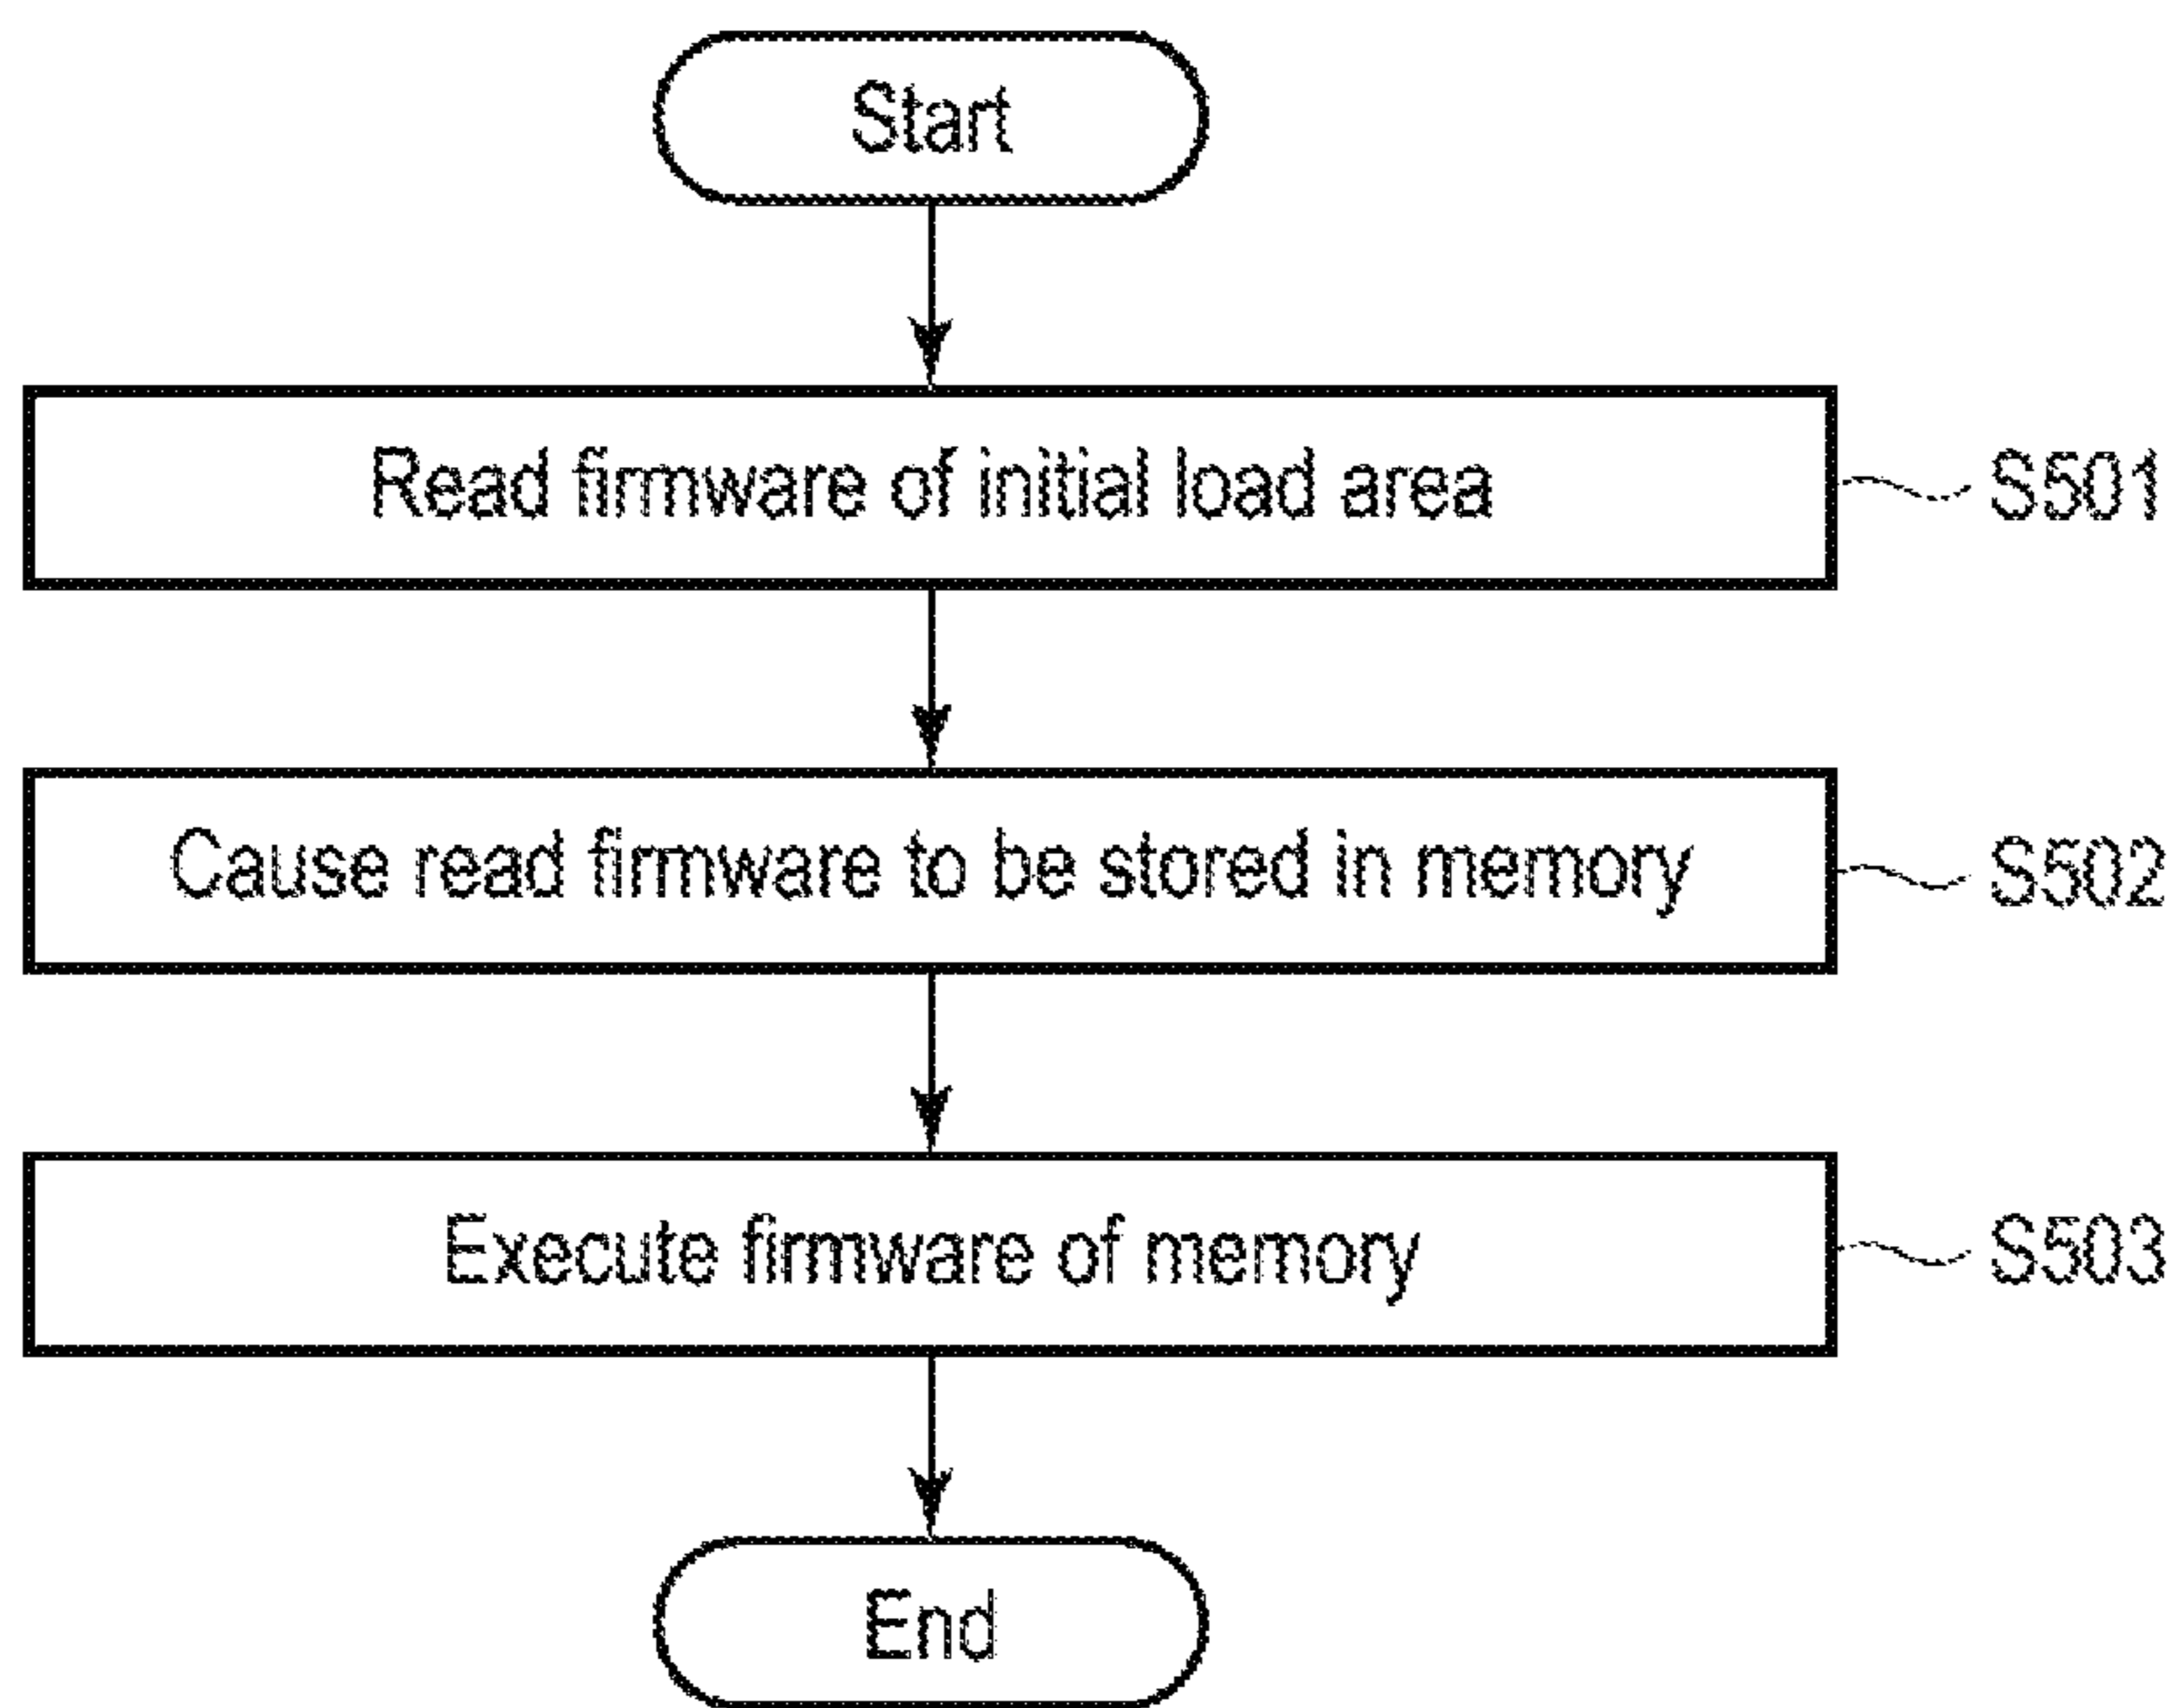 Start
Read firmware of initial load area
S501
Cause read firmware to be stored in memory
S502
Execute firmware of memory
S503
End